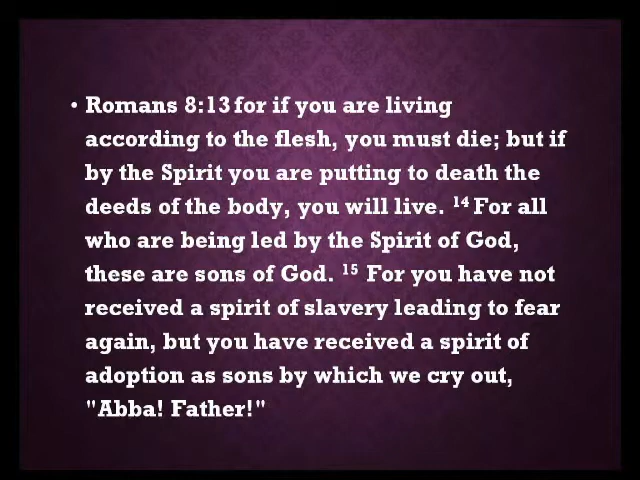 • Romans 8:13 for if you are living
according to the flesh, you must die; but if
by the Spirit you are putting to death the
deeds of the body, you will live. ¹⁴ For all
who are being led by the Spirit of God,
these are sons of God. ¹⁵ For you have not
received a spirit of slavery leading to fear
again, but you have received a spirit of
adoption as sons by which we cry out,
"Abba! Father!"